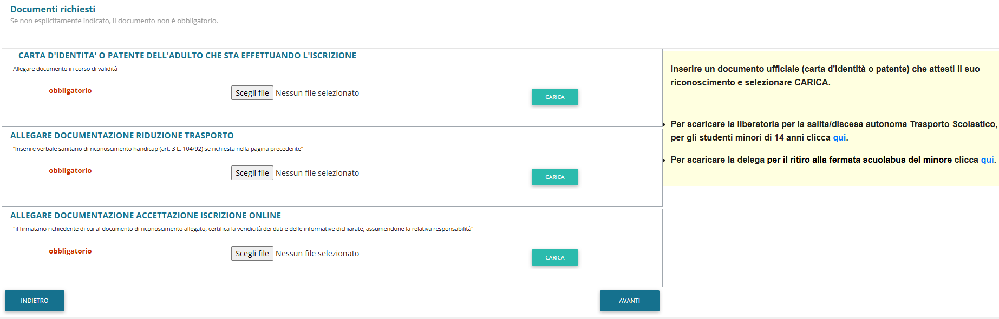 Documenti richiesti
Se non esplicitamente indicato, il documento non è obbligatorio.
CARTA D'IDENTITA' O PATENTE DELL'ADULTO CHE STA EFFETTUANDO L'ISCRIZIONE
Allegare documento in corso di validità
obbligatorio
Scegli file Nessun file selezionato
CARICA
ALLEGARE DOCUMENTAZIONE RIDUZIONE TRASPORTO
“Inserire verbale sanitario di riconoscimento handicap (art. 3 L. 104/92) se richiesta nella pagina precedente”
obbligatorio
Scegli file Nessun file selezionato
CARICA
ALLEGARE DOCUMENTAZIONE ACCETTAZIONE ISCRIZIONE ONLINE
"il firmatario richiedente di cui al documento di riconoscimento allegato, certifica la veridicità dei dati e delle informative dichiarate, assumendone la relativa responsabilità”
obbligatorio
Scegli file Nessun file selezionato
CARICA
INDIETRO
AVANTI
Inserire un documento ufficiale (carta d'identità o patente) che attesti il suo
riconoscimento e selezionare CARICA.
• Per scaricare la liberatoria per la salita/discesa autonoma Trasporto Scolastico,
per gli studenti minori di 14 anni clicca qui.
• Per scaricare la delega per il ritiro alla fermata scuolabus del minore clicca qui.